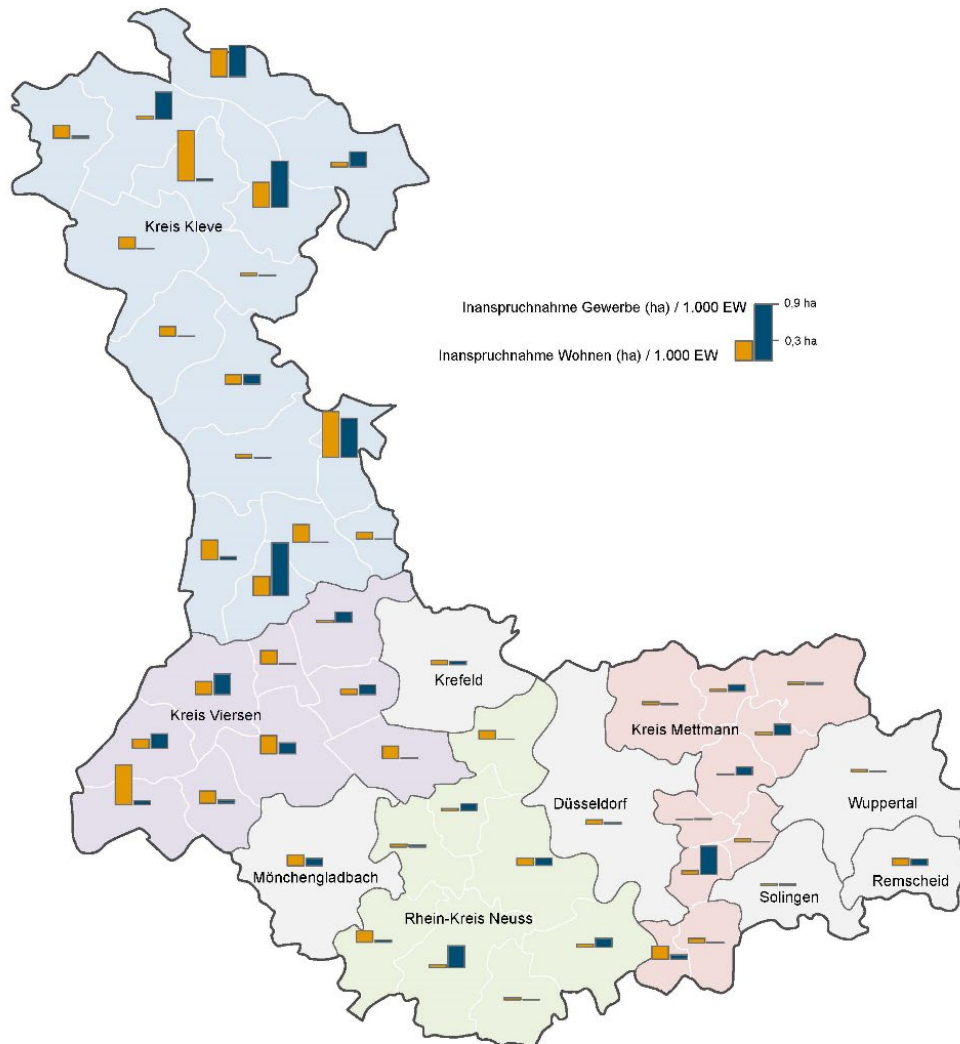 Kreis Kleve
Inanspruchnahme Gewerbe (ha) / 1.000 EW
0,9 ha
0,3 ha
Inanspruchnahme Wohnen (ha) / 1.000 EW
Krefeld
Kreis Viersen
Kreis Mettmann
Düsseldorf
Wuppertal
Mönchengladbach
Remscheid
Solingen
Rhein-Kreis Neuss